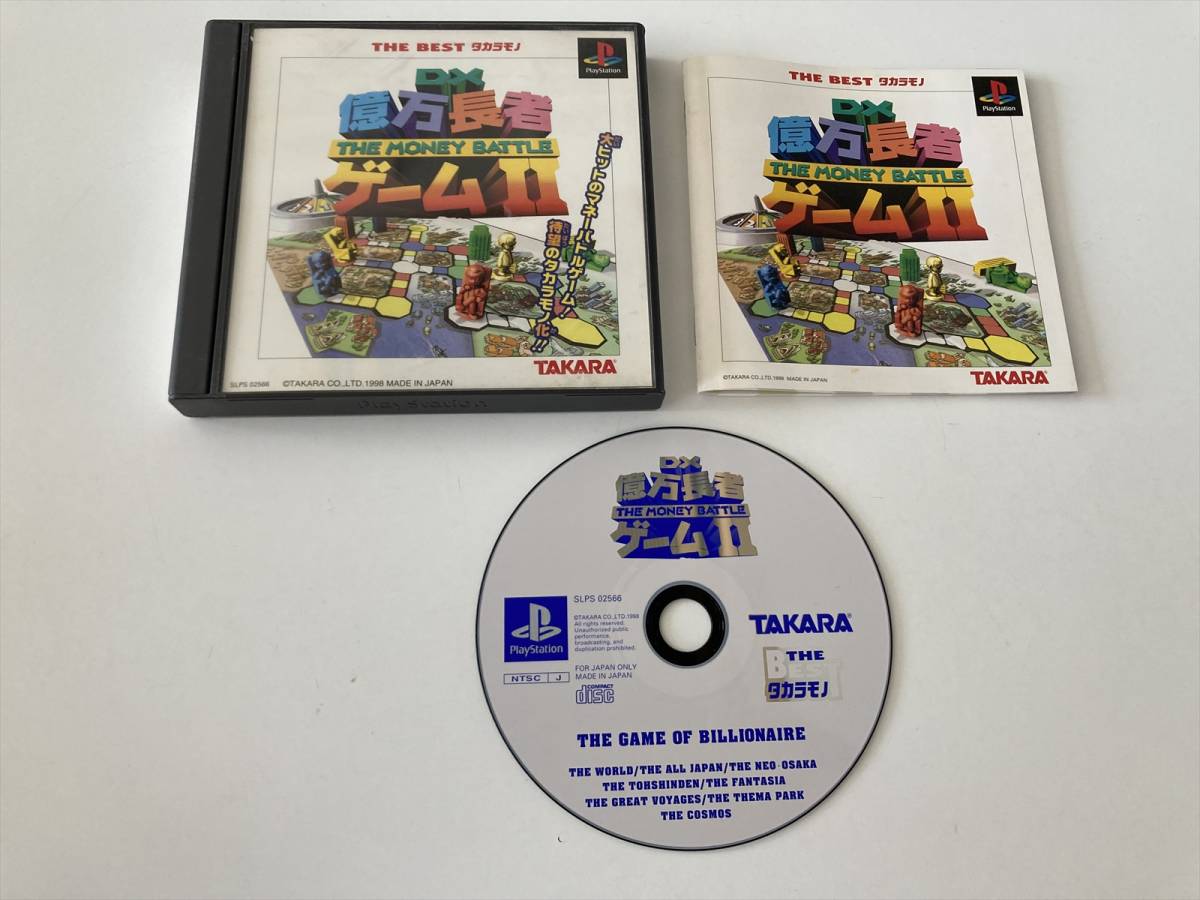 THE BEST タカラモノ
PlayStation
DX
億万長者
THE MONEY BATTLE
ゲームII
大ヒットのマネーバトルゲーム!
待望のタカラモノ化!!
TAKARA
SLPS 02566
©TAKARA CO.,LTD.1998 MADE IN JAPAN
PlayStation
THE BEST タカラモノ
PlayStation
DX
億万長者
THE MONEY BATTLE
ゲームII
TAKARA
©TAKARA CO.,LTD.1998 MADE IN JAPAN
DX
億万長者
THE MONEY BATTLE
ゲームII
SLPS 02566
©TAKARA CO.,LTD.1998
All rights reserved.
Unauthorized public
performance,
broadcasting, and
duplication prohibited.
PlayStation
NTSC J
FOR JAPAN ONLY
MADE IN JAPAN
COMPACT
disc
TAKARA®
THE
BEST
タカラモノ
THE GAME OF BILLIONAIRE
THE WORLD/THE ALL JAPAN/THE NEO·OSAKA
THE TOHSHINDEN/THE FANTASIA
THE GREAT VOYAGES/THE THEMA PARK
THE COSMOS